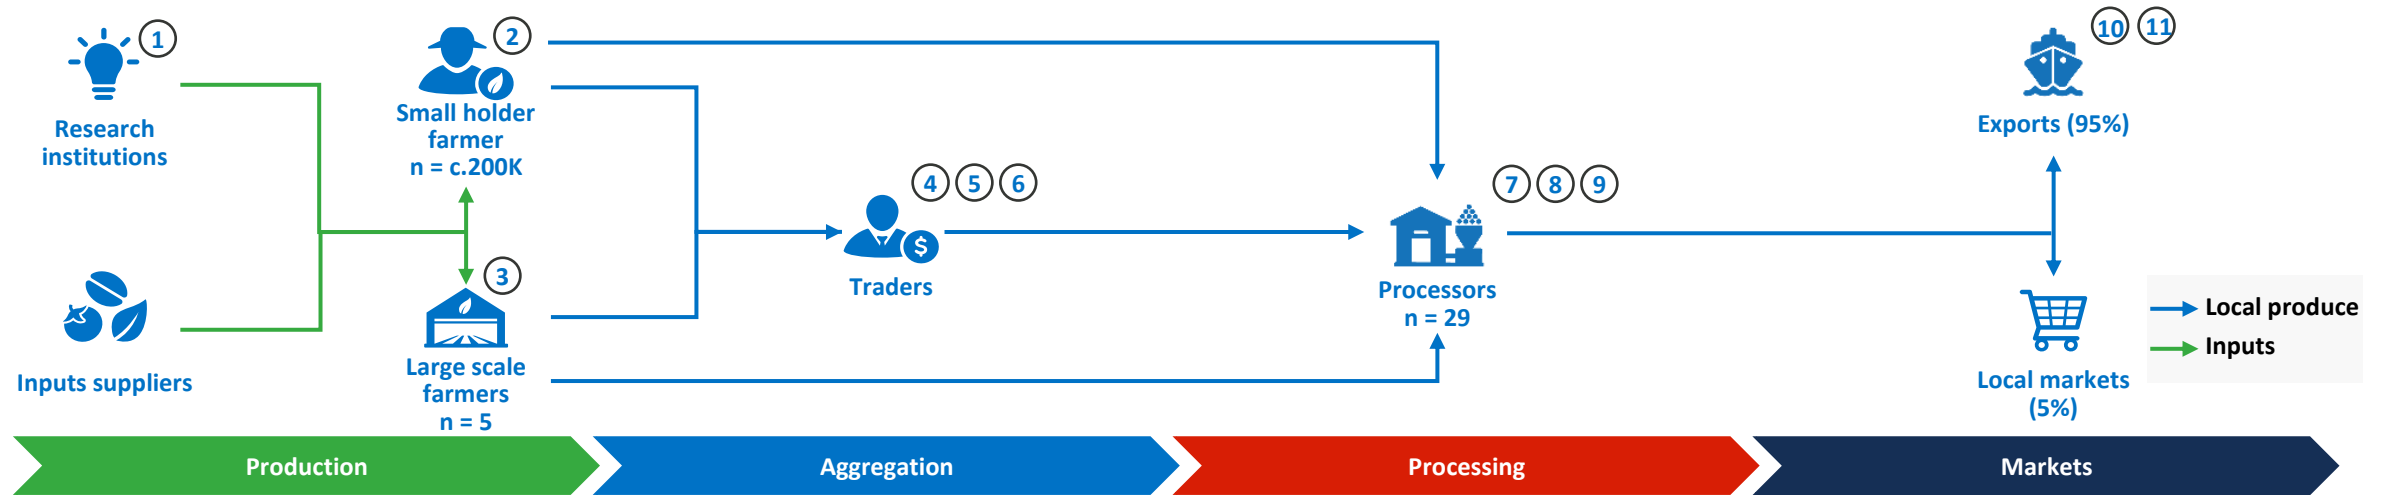 1
Research
institutions
Inputs suppliers
2
Small holder
farmer
n = c.200K
3
Large scale
farmers
n = 5
4 5 6
$
Traders
7 8 9
Processors
n = 29
10 11
Exports (95%)
Local markets
(5%)
Local produce
Inputs
Production
Aggregation
Processing
Markets